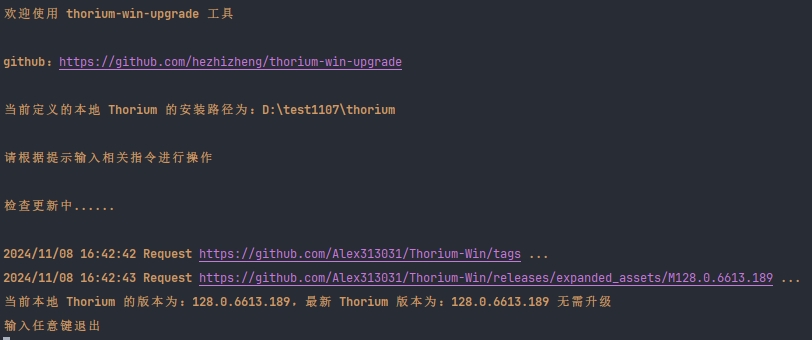 欢迎使用 thorium-win-upgrade 工具
github: https://github.com/hezhizheng/thorium-win-upgrade
当前定义的本地 Thorium 的安装路径为: D:\test1107\thorium
请根据提示输入相关指令进行操作
检查更新中......
2024/11/08 16:42:42 Request https://github.com/Alex313031/Thorium-Win/tags ...
2024/11/08 16:42:43 Request https://github.com/Alex313031/Thorium-Win/releases/expanded_assets/M128.0.6613.189 ...
当前本地 Thorium 的版本为: 128.0.6613.189, 最新 Thorium 版本为: 128.0.6613.189 无需升级
输入任意键退出